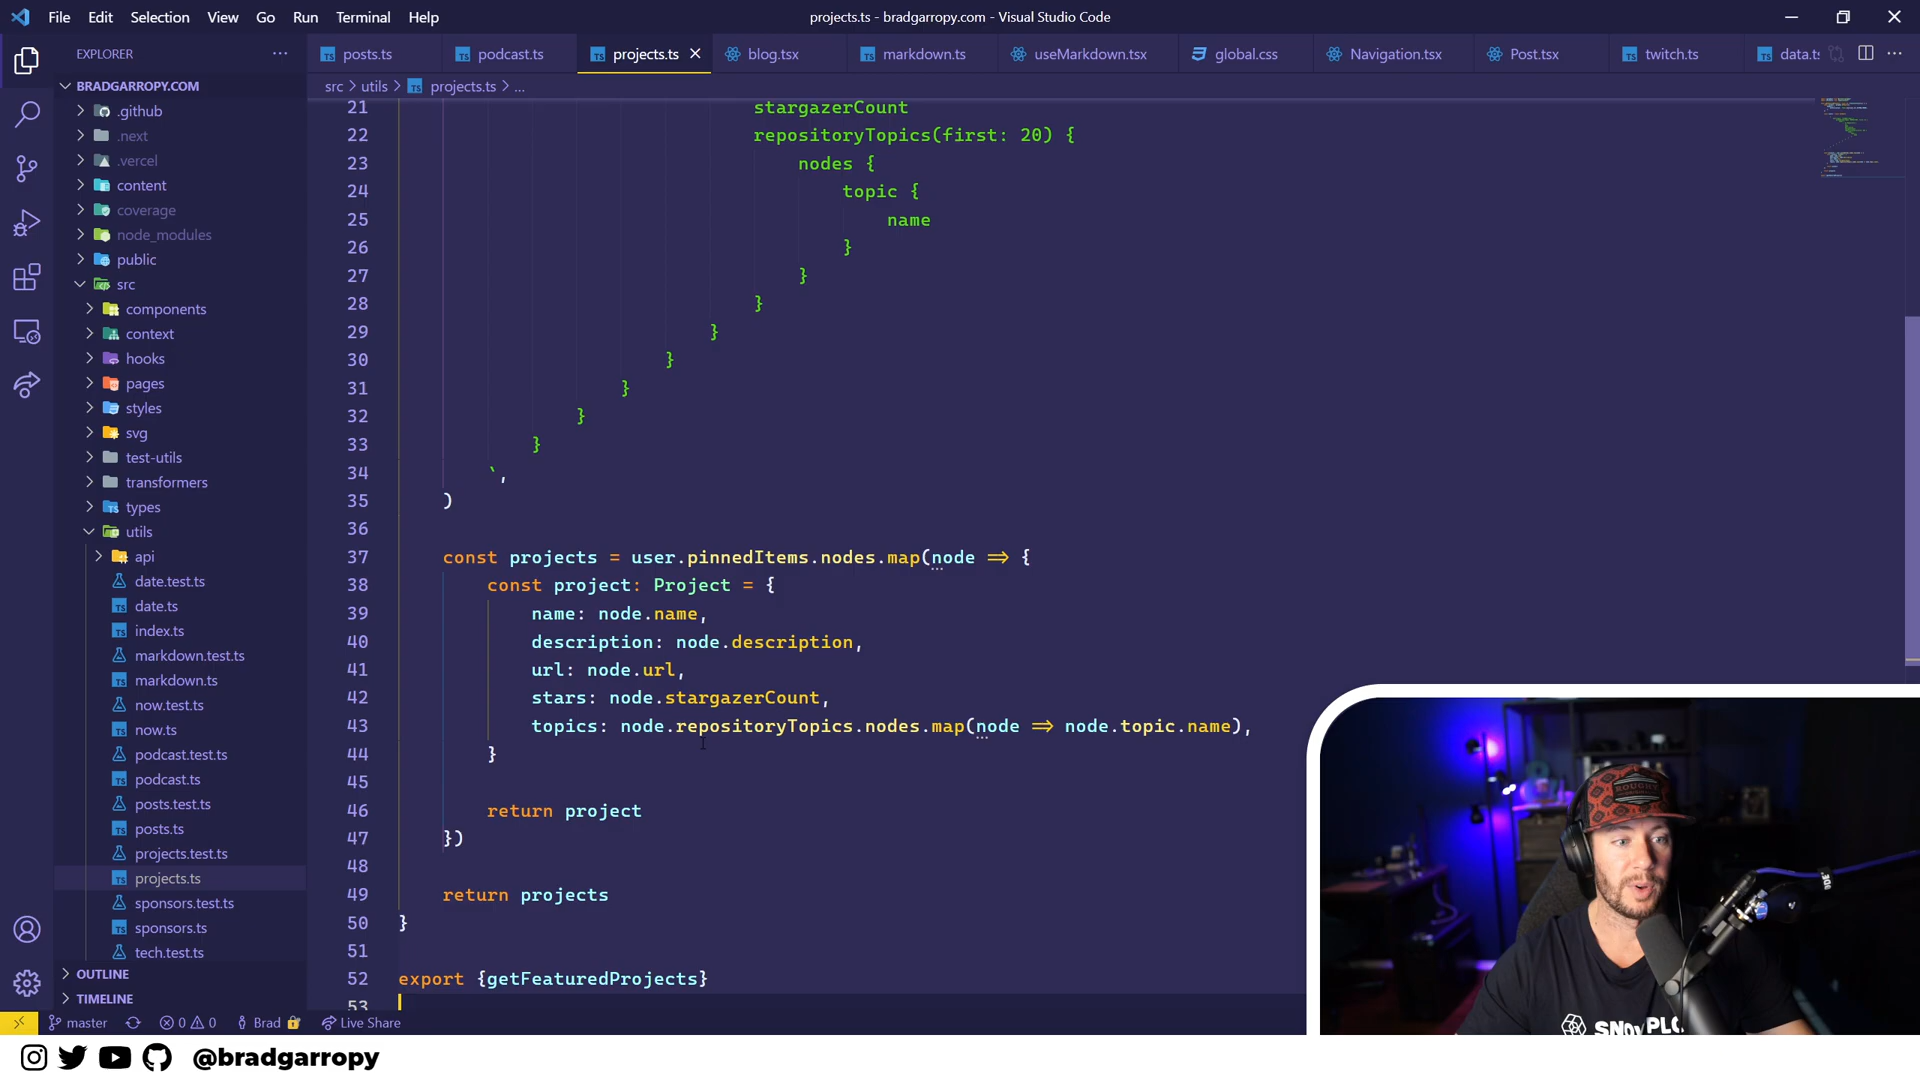 File Edit Selection View Go Run Terminal Help
projects.ts - bradgarropy.com - Visual Studio Code
EXPLORER
posts.ts podcast.ts projects.ts blog.tsx markdown.ts useMarkdown.tsx global.css Navigation.tsx Post.tsx twitch.ts data.ts
src > utils > projects.ts > ...
BRADGARROPY.COM
.github
.next
.vercel
content
coverage
node_modules
public
src
components
context
hooks
pages
styles
svg
test-utils
transformers
types
utils
api
date.test.ts
date.ts
index.ts
markdown.test.ts
markdown.ts
now.test.ts
now.ts
podcast.test.ts
podcast.ts
posts.test.ts
posts.ts
projects.test.ts
projects.ts
sponsors.test.ts
sponsors.ts
tech.test.ts
OUTLINE
TIMELINE
21 stargazerCount
22 repositoryTopics(first: 20) {
23 nodes {
24 topic {
25 name
26 }
27 }
28 }
29 }
30 }
31 }
32 }
33 }
34 `,
35 )
36
37 const projects = user.pinnedItems.nodes.map(node => {
38 const project: Project = {
39 name: node.name,
40 description: node.description,
41 url: node.url,
42 stars: node.stargazerCount,
43 topics: node.repositoryTopics.nodes.map(node => node.topic.name),
44 }
45
46 return project
47 })
48
49 return projects
50 }
51
52 export {getFeaturedProjects}
53
master 0 0 Brad Live Share
ROUGHY
@bradgarropy